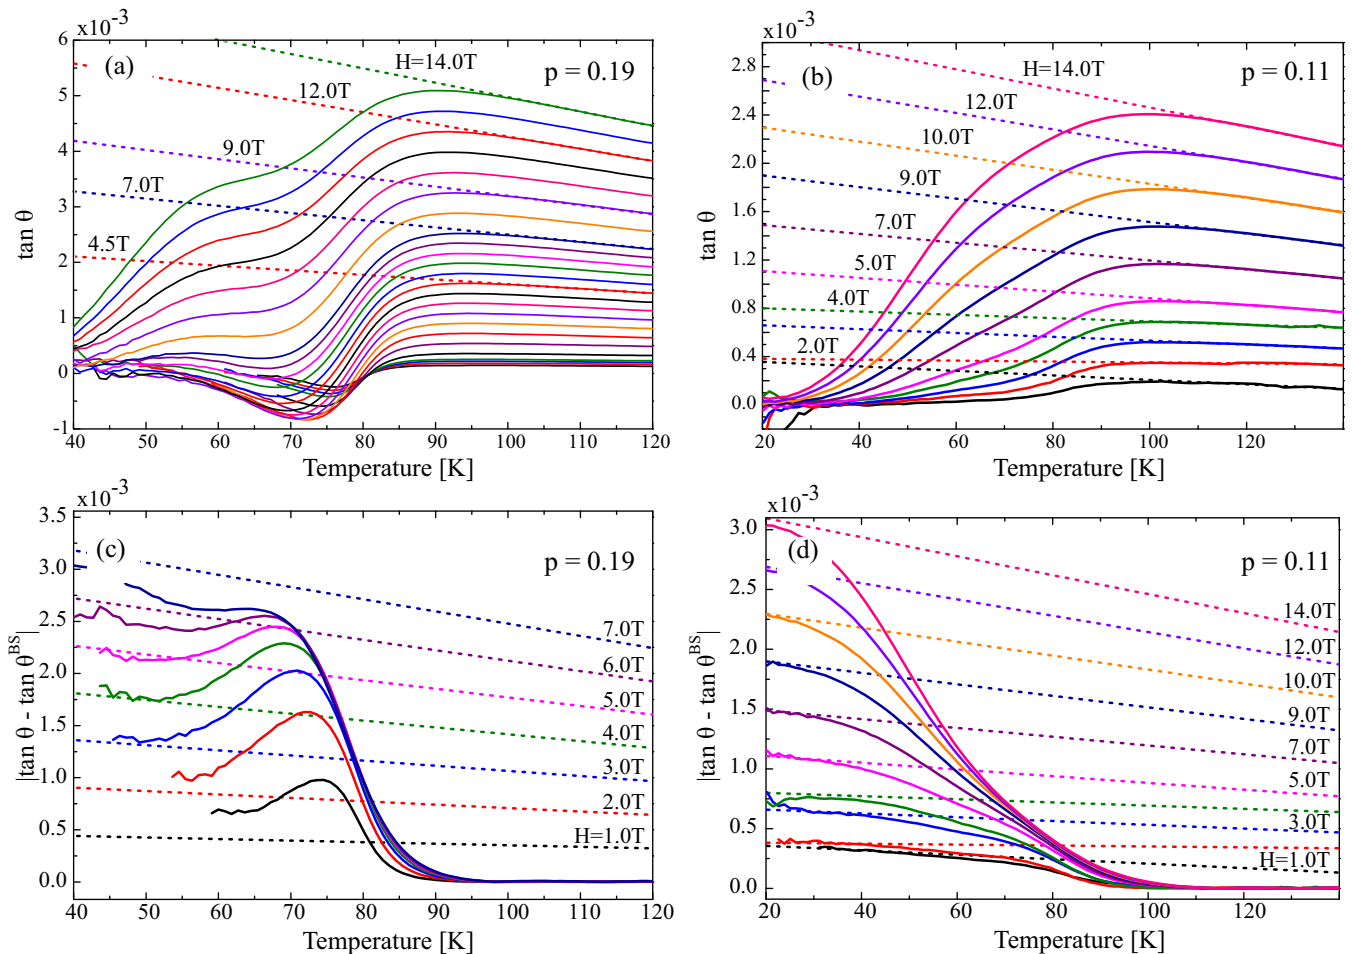 x10^-3
6
5
4
3
2
1
0
-1
tan θ
(a)
p = 0.19
H=14.0T
12.0T
9.0T
7.0T
4.5T
40 50 60 70 80 90 100 110 120
Temperature [K]
x10^-3
2.8
2.4
2.0
1.6
1.2
0.8
0.4
0.0
tan θ
(b)
p = 0.11
H=14.0T
12.0T
10.0T
9.0T
7.0T
5.0T
4.0T
2.0T
20 40 60 80 100 120
Temperature [K]
x10^-3
3.5
3.0
2.5
2.0
1.5
1.0
0.5
0.0
|tan θ - tan θ^BS|
(c)
p = 0.19
7.0T
6.0T
5.0T
4.0T
3.0T
2.0T
H=1.0T
40 50 60 70 80 90 100 110 120
Temperature [K]
x10^-3
3.0
2.5
2.0
1.5
1.0
0.5
0.0
|tan θ - tan θ^BS|
(d)
p = 0.11
14.0T
12.0T
10.0T
9.0T
7.0T
5.0T
3.0T
H=1.0T
20 40 60 80 100 120
Temperature [K]